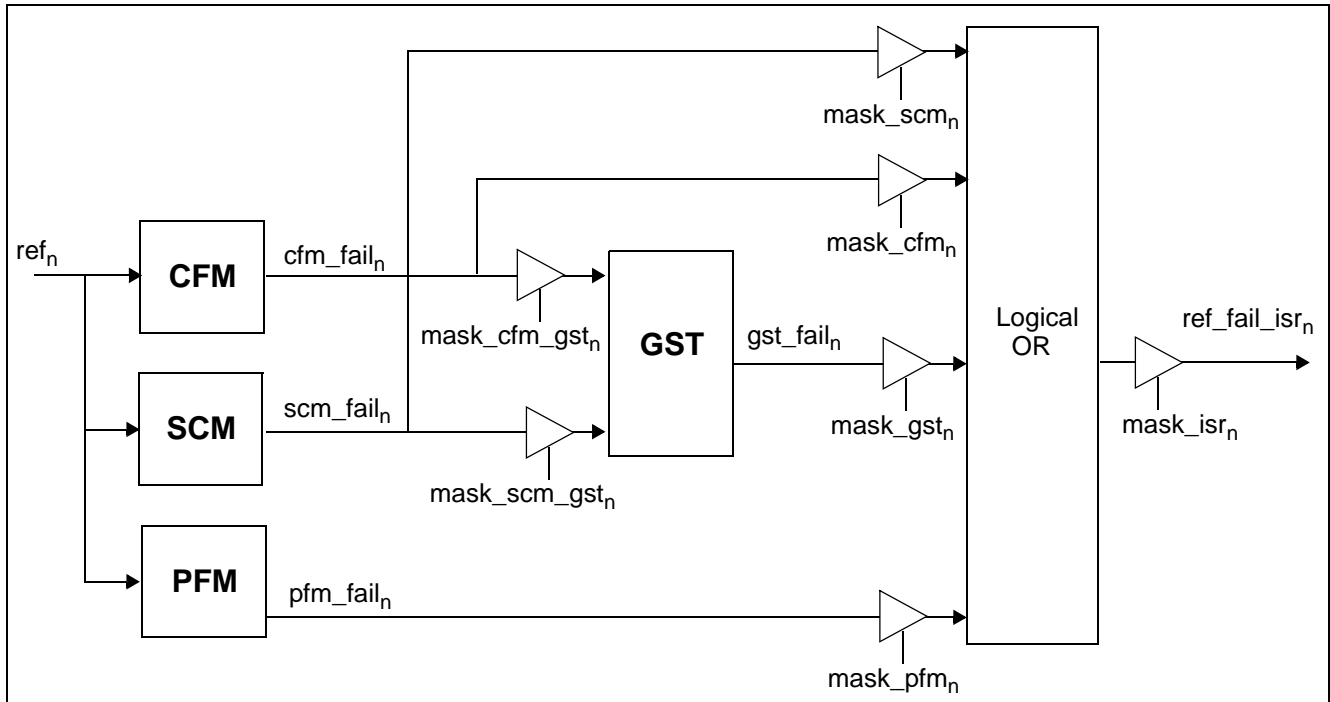 mask_scmn
mask_cfmn
refn
CFM
cfm_failn
mask_cfm_gstn
GST
gst_failn
mask_gstn
Logical
OR
ref_fail_isrn
mask_isrn
SCM
scm_failn
mask_scm_gstn
PFM
pfm_failn
mask_pfmn